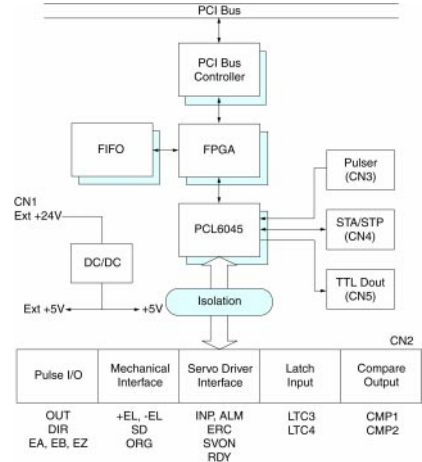 PCI Bus
PCI Bus
Controller
FIFO
FPGA
Pulser
(CN3)
CN1
Ext +24V
PCL6045
STA/STP
(CN4)
DC/DC
TTL Dout
(CN5)
Ext +5V
+5V
Isolation
CN2
Pulse I/O
Mechanical
Interface
Servo Driver
Interface
Latch
Input
Compare
Output
OUT
DIR
EA, EB, EZ
+EL, -EL
SD
ORG
INP, ALM
ERC
SVON
RDY
LTC3
LTC4
CMP1
CMP2